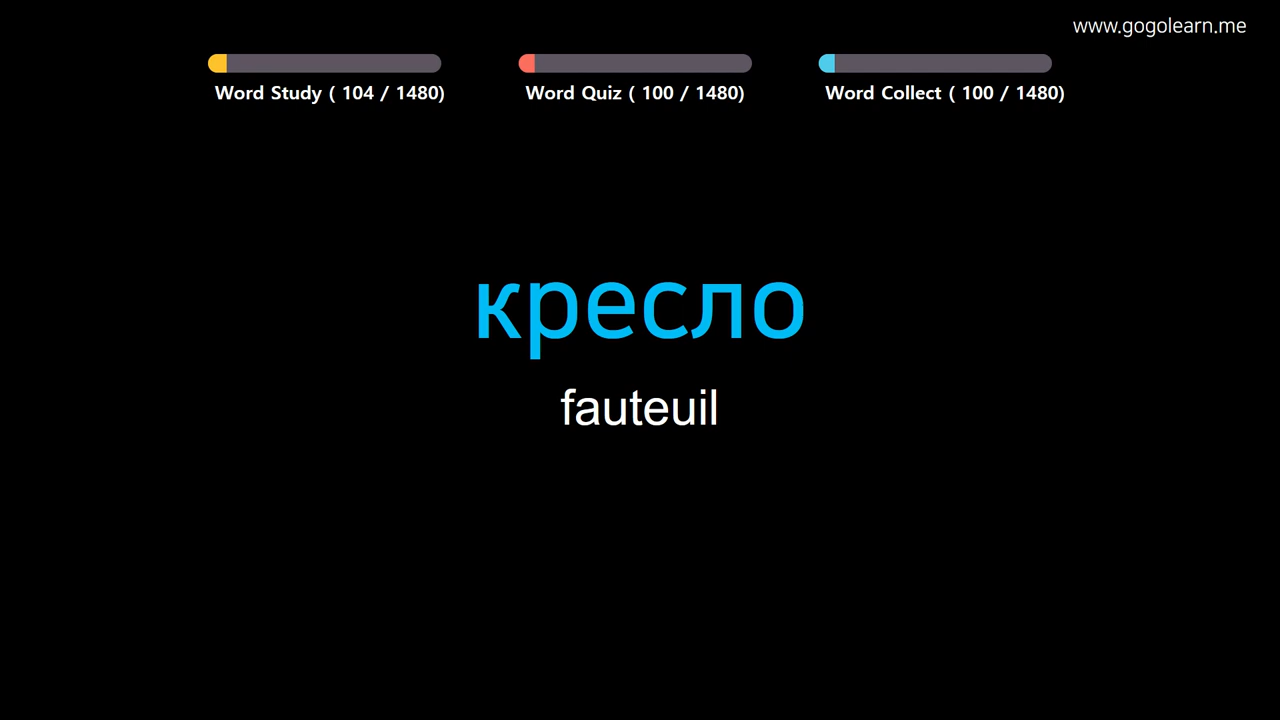 www.gogolearn.me
Word Study ( 104 / 1480)
Word Quiz ( 100 / 1480)
Word Collect ( 100 / 1480)
кресло
fauteuil